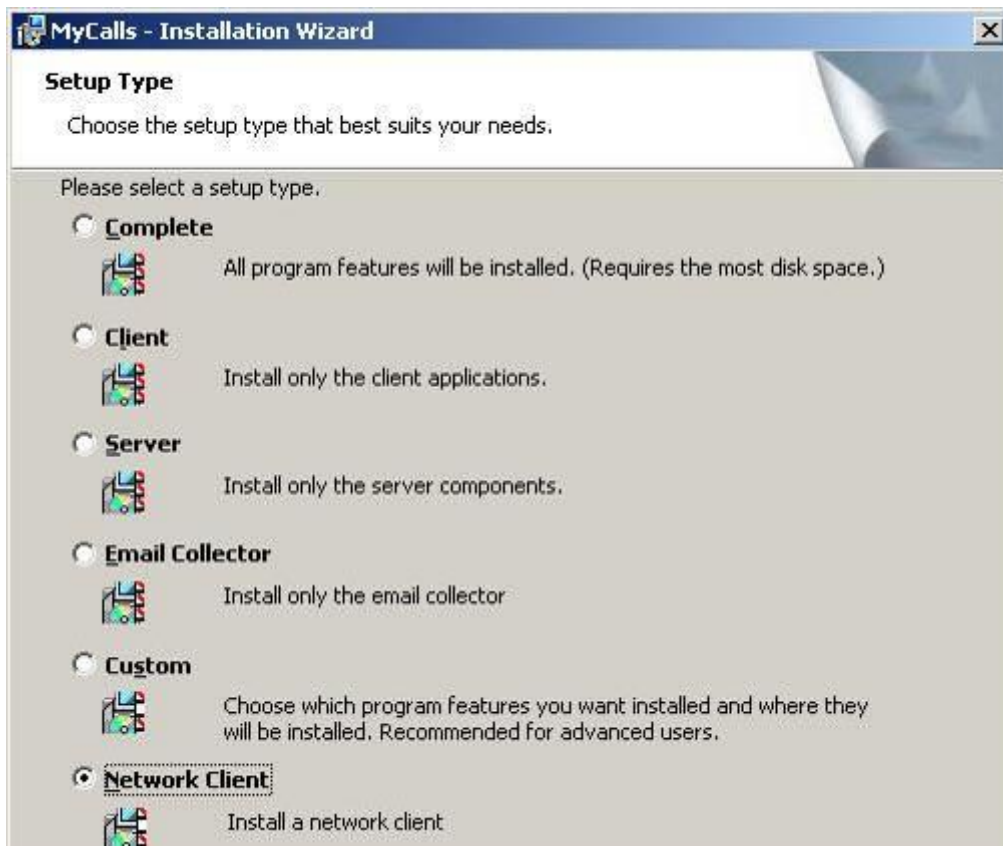 MyCalls - Installation Wizard
Setup Type
Choose the setup type that best suits your needs.
Please select a setup type.
Complete
All program features will be installed. (Requires the most disk space.)
Client
Install only the client applications.
Server
Install only the server components.
Email Collector
Install only the email collector
Custom
Choose which program features you want installed and where they
will be installed. Recommended for advanced users.
Network Client
Install a network client